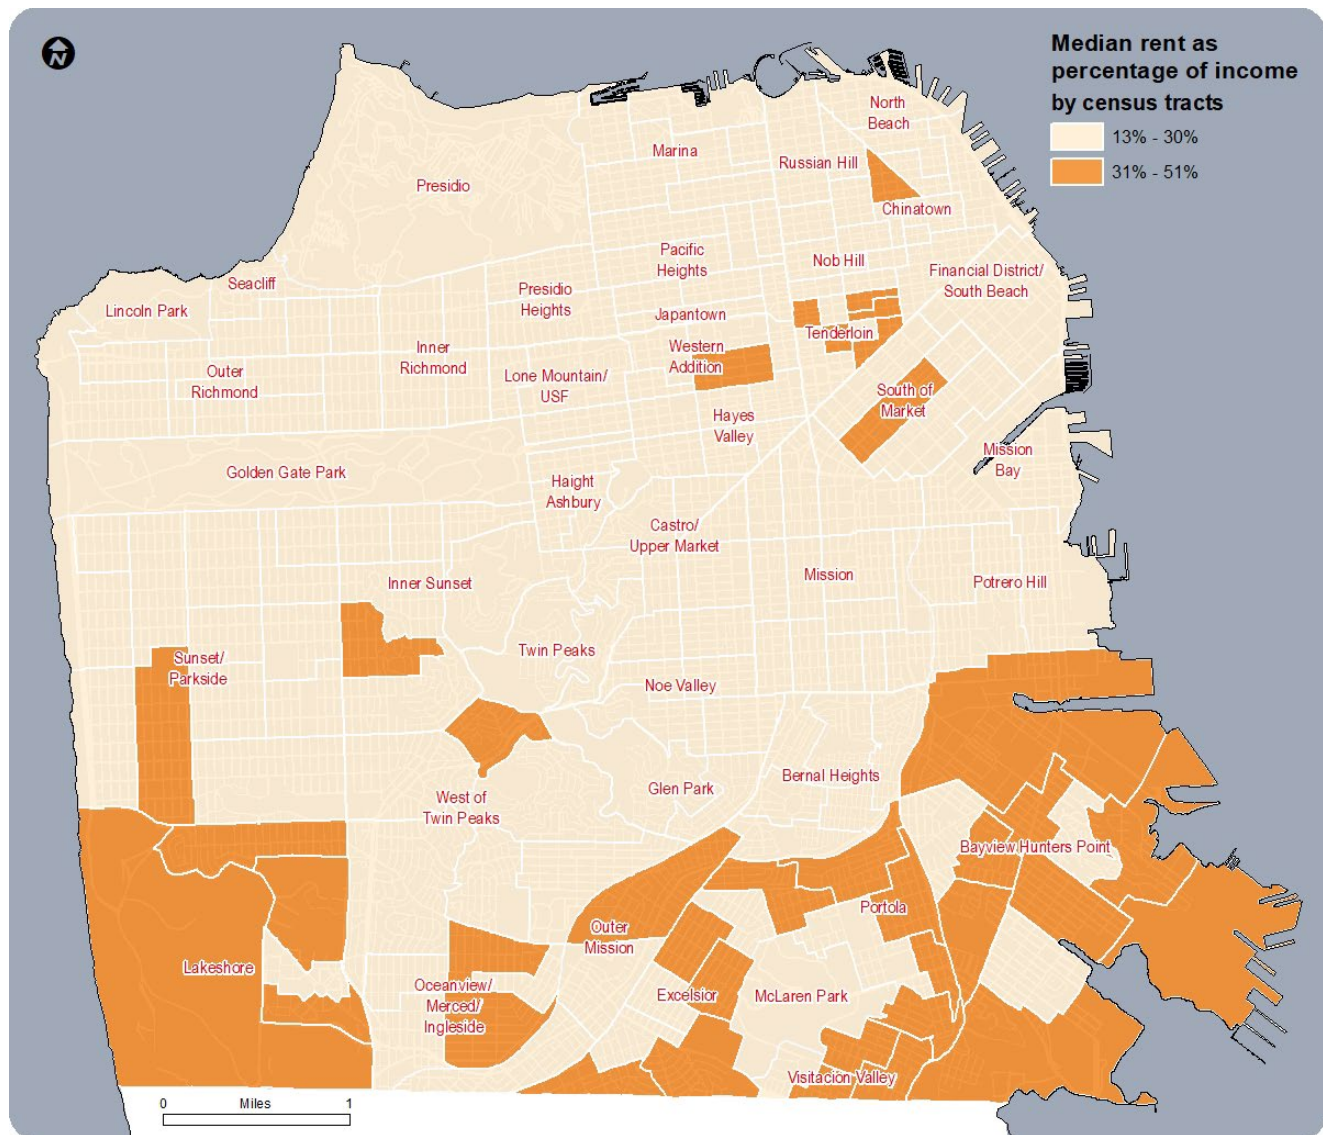 N
Median rent as
percentage of income
by census tracts
13% - 30%
31% - 51%
North
Beach
Marina
Russian Hill
Presidio
Chinatown
Pacific
Heights
Nob Hill
Financial District/
South Beach
Seacliff
Lincoln Park
Presidio
Heights
Japantown
Tenderloin
Western
Addition
Inner
Richmond
Outer
Richmond
Lone Mountain/
USF
South of
Market
Hayes
Valley
Mission
Bay
Golden Gate Park
Haight
Ashbury
Castro/
Upper Market
Inner Sunset
Mission
Potrero Hill
Twin Peaks
Sunset/
Parkside
Noe Valley
Bernal Heights
Glen Park
West of
Twin Peaks
Bayview Hunters Point
Portola
Outer
Mission
Lakeshore
Oceanview/
Merced/
Ingleside
Excelsior
McLaren Park
Visitacion Valley
0 Miles 1